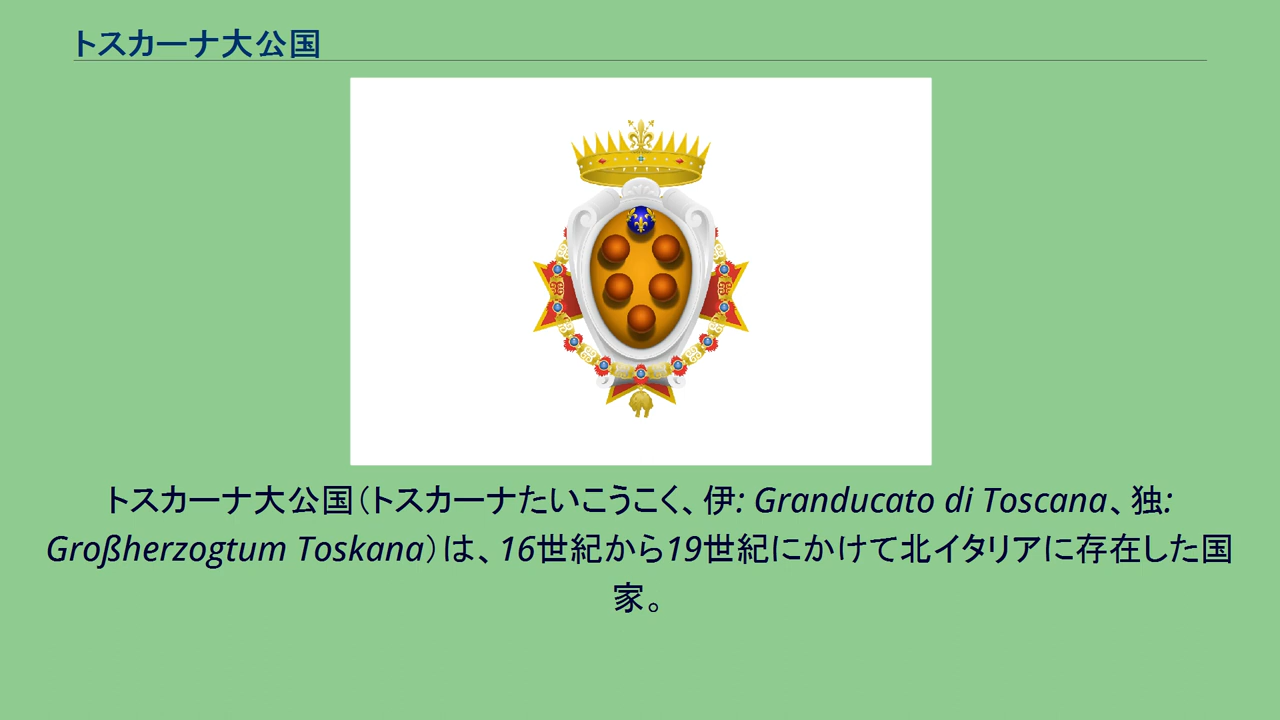 トスカーナ大公国
トスカーナ大公国（トスカーナたいこうこく、伊: Granducato di Toscana、独:
Großherzogtum Toskana）は、16世紀から19世紀にかけて北イタリアに存在した国
家。